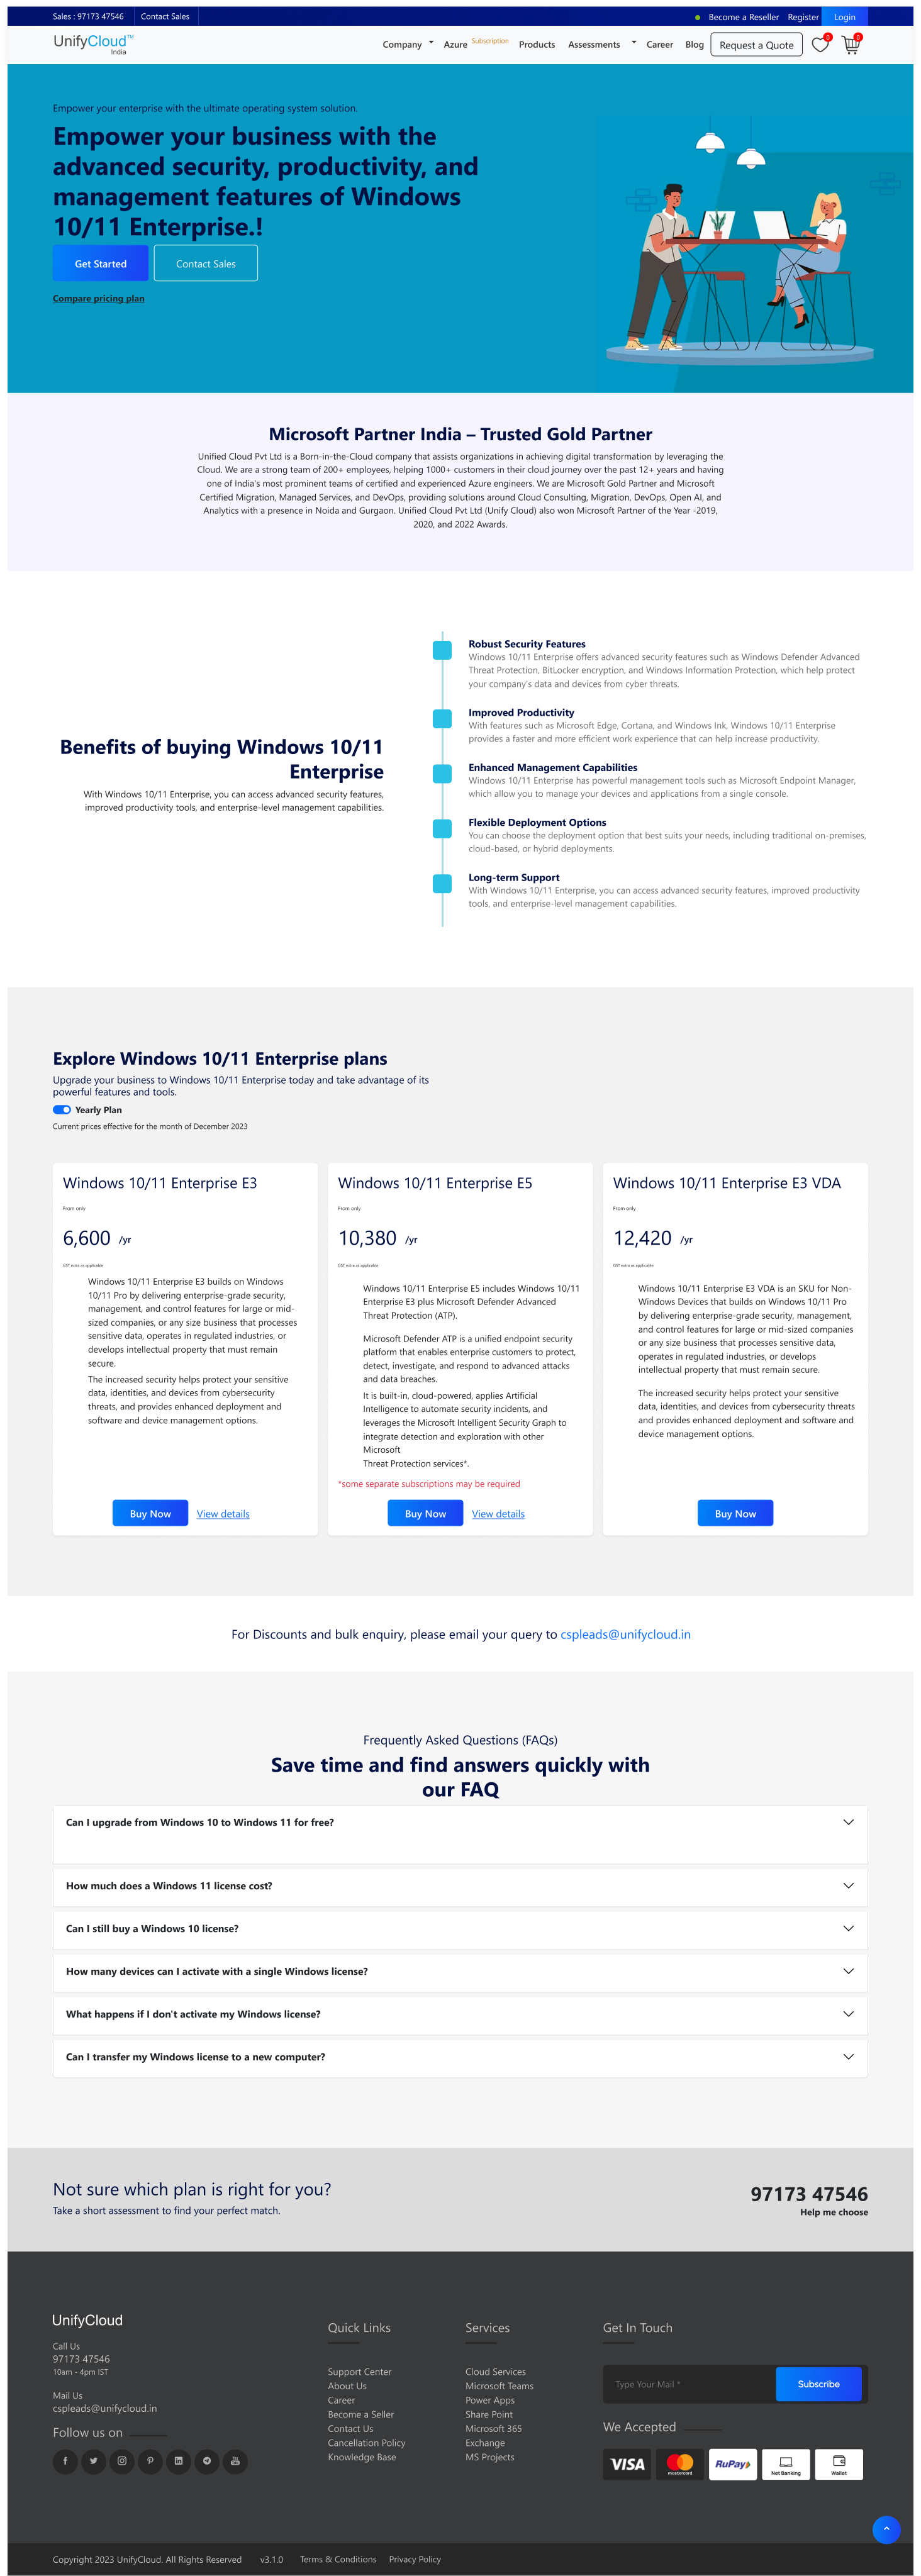 Sales : 97173 47546 Contact Sales Become a Reseller Register Login
UnifyCloud™
India
Company Azure Subscription Products Assessments Career Blog Request a Quote 0 0
Empower your enterprise with the ultimate operating system solution.
Empower your business with the
advanced security, productivity, and
management features of Windows
10/11 Enterprise.!
Get Started Contact Sales
Compare pricing plan
Microsoft Partner India – Trusted Gold Partner
Unified Cloud Pvt Ltd is a Born-in-the-Cloud company that assists organizations in achieving digital transformation by leveraging the
Cloud. We are a strong team of 200+ employees, helping 1000+ customers in their cloud journey over the past 12+ years and having
one of India's most prominent teams of certified and experienced Azure engineers. We are Microsoft Gold Partner and Microsoft
Certified Migration, Managed Services, and DevOps, providing solutions around Cloud Consulting, Migration, DevOps, Open AI, and
Analytics with a presence in Noida and Gurgaon. Unified Cloud Pvt Ltd (Unify Cloud) also won Microsoft Partner of the Year -2019,
2020, and 2022 Awards.
Benefits of buying Windows 10/11
Enterprise
With Windows 10/11 Enterprise, you can access advanced security features,
improved productivity tools, and enterprise-level management capabilities.
Robust Security Features
Windows 10/11 Enterprise offers advanced security features such as Windows Defender Advanced
Threat Protection, BitLocker encryption, and Windows Information Protection, which help protect
your company's data and devices from cyber threats.
Improved Productivity
With features such as Microsoft Edge, Cortana, and Windows Ink, Windows 10/11 Enterprise
provides a faster and more efficient work experience that can help increase productivity.
Enhanced Management Capabilities
Windows 10/11 Enterprise has powerful management tools such as Microsoft Endpoint Manager,
which allow you to manage your devices and applications from a single console.
Flexible Deployment Options
You can choose the deployment option that best suits your needs, including traditional on-premises,
cloud-based, or hybrid deployments.
Long-term Support
With Windows 10/11 Enterprise, you can access advanced security features, improved productivity
tools, and enterprise-level management capabilities.
Explore Windows 10/11 Enterprise plans
Upgrade your business to Windows 10/11 Enterprise today and take advantage of its
powerful features and tools.
Yearly Plan
Current prices effective for the month of December 2023
Windows 10/11 Enterprise E3
From only
6,600 /yr
GST extra as applicable
Windows 10/11 Enterprise E3 builds on Windows
10/11 Pro by delivering enterprise-grade security,
management, and control features for large or mid-
sized companies, or any size business that processes
sensitive data, operates in regulated industries, or
develops intellectual property that must remain
secure.
The increased security helps protect your sensitive
data, identities, and devices from cybersecurity
threats, and provides enhanced deployment and
software and device management options.
Buy Now View details
Windows 10/11 Enterprise E5
From only
10,380 /yr
GST extra as applicable
Windows 10/11 Enterprise E5 includes Windows 10/11
Enterprise E3 plus Microsoft Defender Advanced
Threat Protection (ATP).
Microsoft Defender ATP is a unified endpoint security
platform that enables enterprise customers to protect,
detect, investigate, and respond to advanced attacks
and data breaches.
It is built-in, cloud-powered, applies Artificial
Intelligence to automate security incidents, and
leverages the Microsoft Intelligent Security Graph to
integrate detection and exploration with other
Microsoft
Threat Protection services*.
*some separate subscriptions may be required
Buy Now View details
Windows 10/11 Enterprise E3 VDA
From only
12,420 /yr
GST extra as applicable
Windows 10/11 Enterprise E3 VDA is an SKU for Non-
Windows Devices that builds on Windows 10/11 Pro
by delivering enterprise-grade security, management,
and control features for large or mid-sized companies
or any size business that processes sensitive data,
operates in regulated industries, or develops
intellectual property that must remain secure.
The increased security helps protect your sensitive
data, identities, and devices from cybersecurity threats
and provides enhanced deployment and software and
device management options.
Buy Now
For Discounts and bulk enquiry, please email your query to cspleads@unifycloud.in
Frequently Asked Questions (FAQs)
Save time and find answers quickly with
our FAQ
Can I upgrade from Windows 10 to Windows 11 for free?
How much does a Windows 11 license cost?
Can I still buy a Windows 10 license?
How many devices can I activate with a single Windows license?
What happens if I don't activate my Windows license?
Can I transfer my Windows license to a new computer?
Not sure which plan is right for you?
Take a short assessment to find your perfect match.
97173 47546
Help me choose
UnifyCloud
Call Us
97173 47546
10am - 4pm IST
Mail Us
cspleads@unifycloud.in
Follow us on
Quick Links
Support Center
About Us
Career
Become a Seller
Contact Us
Cancellation Policy
Knowledge Base
Services
Cloud Services
Microsoft Teams
Power Apps
Share Point
Microsoft 365
Exchange
MS Projects
Get In Touch
Type Your Mail * Subscribe
We Accepted
VISA mastercard RuPay Net Banking Wallet
Copyright 2023 UnifyCloud. All Rights Reserved v3.1.0 Terms & Conditions Privacy Policy